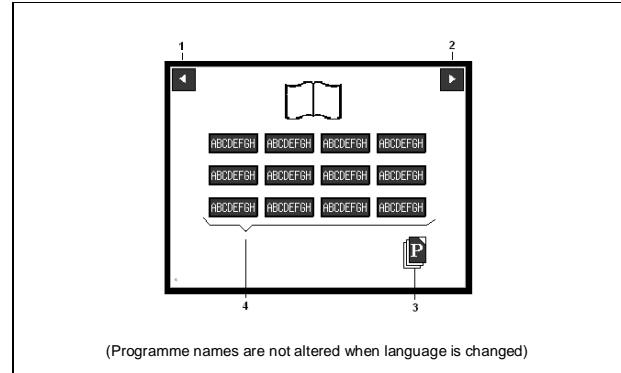 1 2
ABCDEFGH ABCDEFGH ABCDEFGH ABCDEFGH
ABCDEFGH ABCDEFGH ABCDEFGH ABCDEFGH
ABCDEFGH ABCDEFGH ABCDEFGH ABCDEFGH
P
4 3
(Programme names are not altered when language is changed)